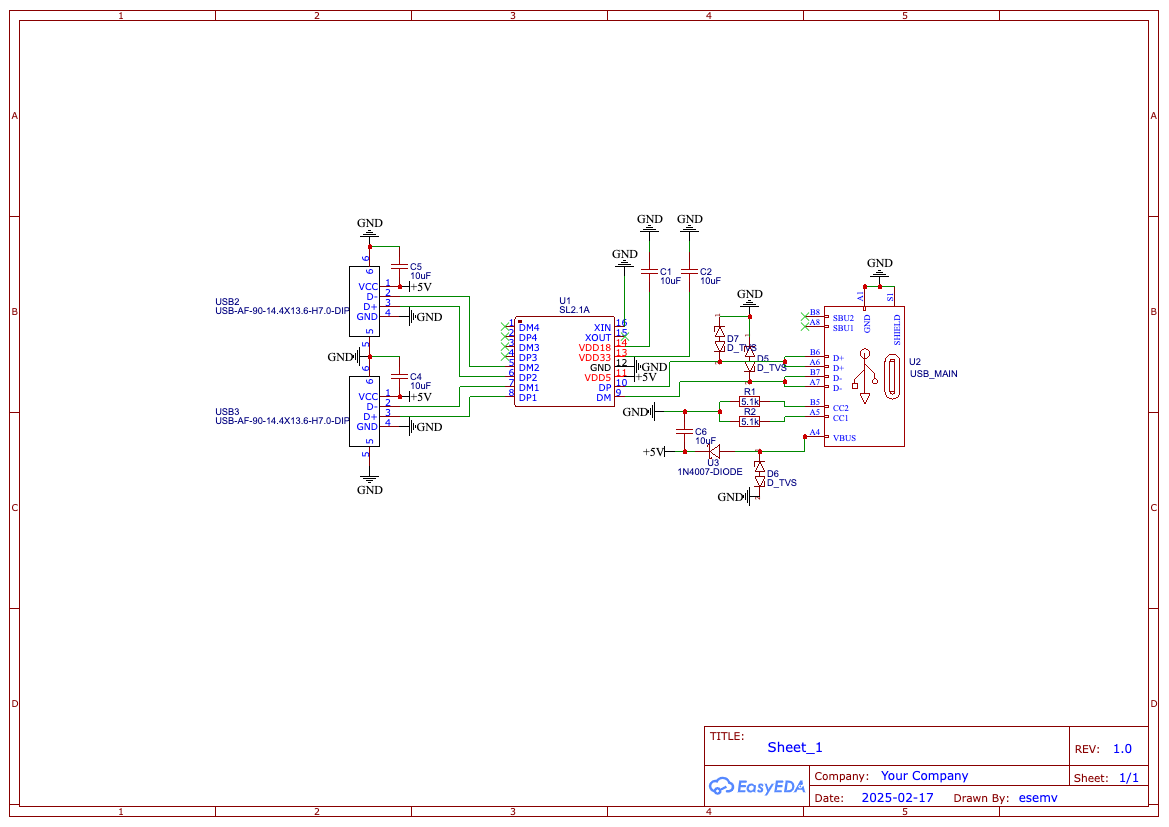 1 2 3 4 5
A A
B B
C C
D D
GND
6
6
C5
10uF
VCC 1 +5V
D- 2
D+ 3
GND 4 GND
5
5
USB2
USB-AF-90-14.4X13.6-H7.0-DIP
GND
6
6
C4
10uF
VCC 1 +5V
D- 2
D+ 3
GND 4 GND
5
5
USB3
USB-AF-90-14.4X13.6-H7.0-DIP
GND
U1
SL2.1A
1 DM4 XIN 16
2 DP4 XOUT 15
3 DM3 VDD18 14
4 DP3 VDD33 13
5 DM2 GND 12 GND
6 DP2 VDD5 11 +5V
7 DM1 DP 10
8 DP1 DM 9
GND
GND GND
C1
10uF
C2
10uF
GND
D7
D_TVS
D5
D_TVS
R1
5.1k
R2
5.1k
GND
C6
10uF
+5V
U3
1N4007-DIODE
D6
D_TVS
GND
GND
A1 S1
GND SHIELD
B8 SBU2
A8 SBU1
B6 D+
A6 D+
B7 D-
A7 D-
B5 CC2
A5 CC1
A4 VBUS
U2
USB_MAIN
TITLE:
Sheet_1
REV: 1.0
EasyEDA
Company: Your Company
Sheet: 1/1
Date: 2025-02-17 Drawn By: esemv
1 2 3 4 5